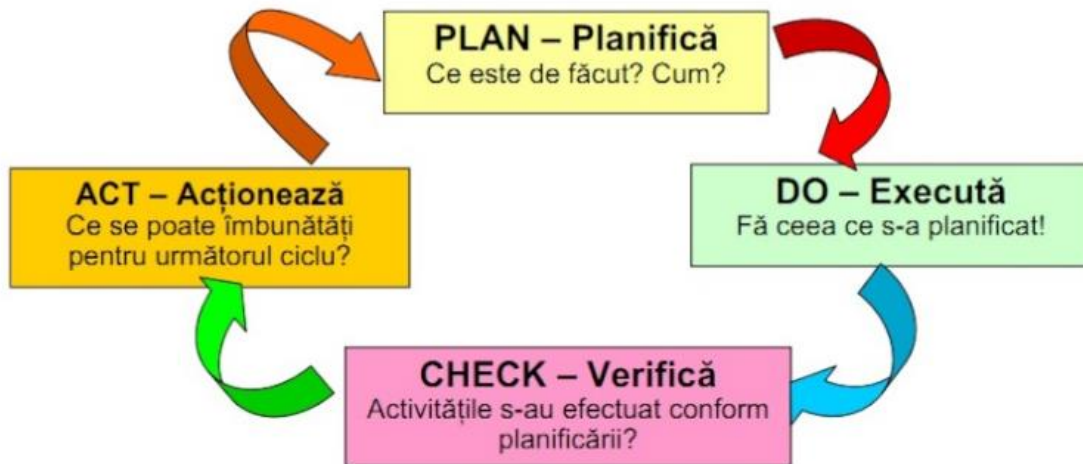 PLAN – Planifică
Ce este de făcut? Cum?
DO – Execută
Fă ceea ce s-a planificat!
CHECK – Verifică
Activitățile s-au efectuat conform
planificării?
ACT – Acționează
Ce se poate îmbunătăți
pentru următorul ciclu?